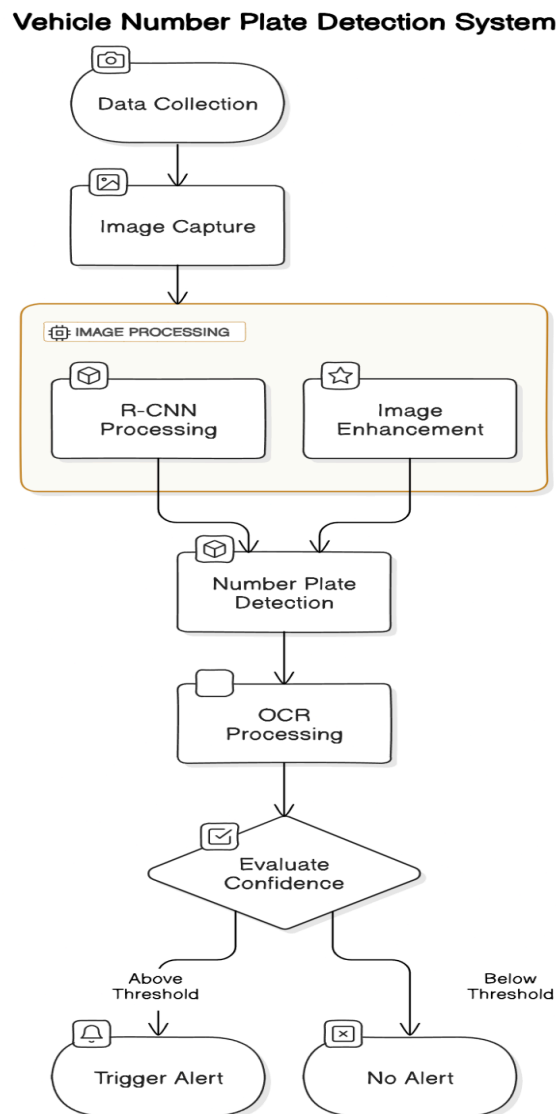 Vehicle Number Plate Detection System
Data Collection
Image Capture
IMAGE PROCESSING
R-CNN
Processing
Image
Enhancement
Number Plate
Detection
OCR
Processing
Evaluate
Confidence
Above
Threshold
Below
Threshold
Trigger Alert
No Alert